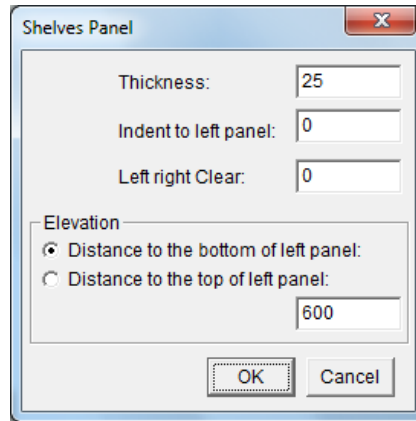 Shelves Panel
Thickness: 25
Indent to left panel: 0
Left right Clear: 0
Elevation
Distance to the bottom of left panel:
Distance to the top of left panel:
600
OK Cancel